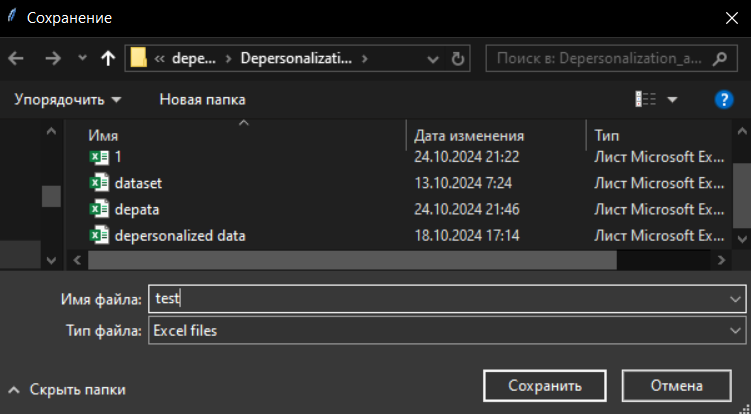 Сохранение
« depe... › Depersonalizati... ›
Поиск в: Depersonalization_a...
Упорядочить Новая папка
Имя Дата изменения Тип
1 24.10.2024 21:22 Лист Microsoft Ex...
dataset 13.10.2024 7:24 Лист Microsoft Ex...
depata 24.10.2024 21:46 Лист Microsoft Ex...
depersonalized data 18.10.2024 17:14 Лист Microsoft Ex...
Имя файла: test
Тип файла: Excel files
Скрыть папки Сохранить Отмена